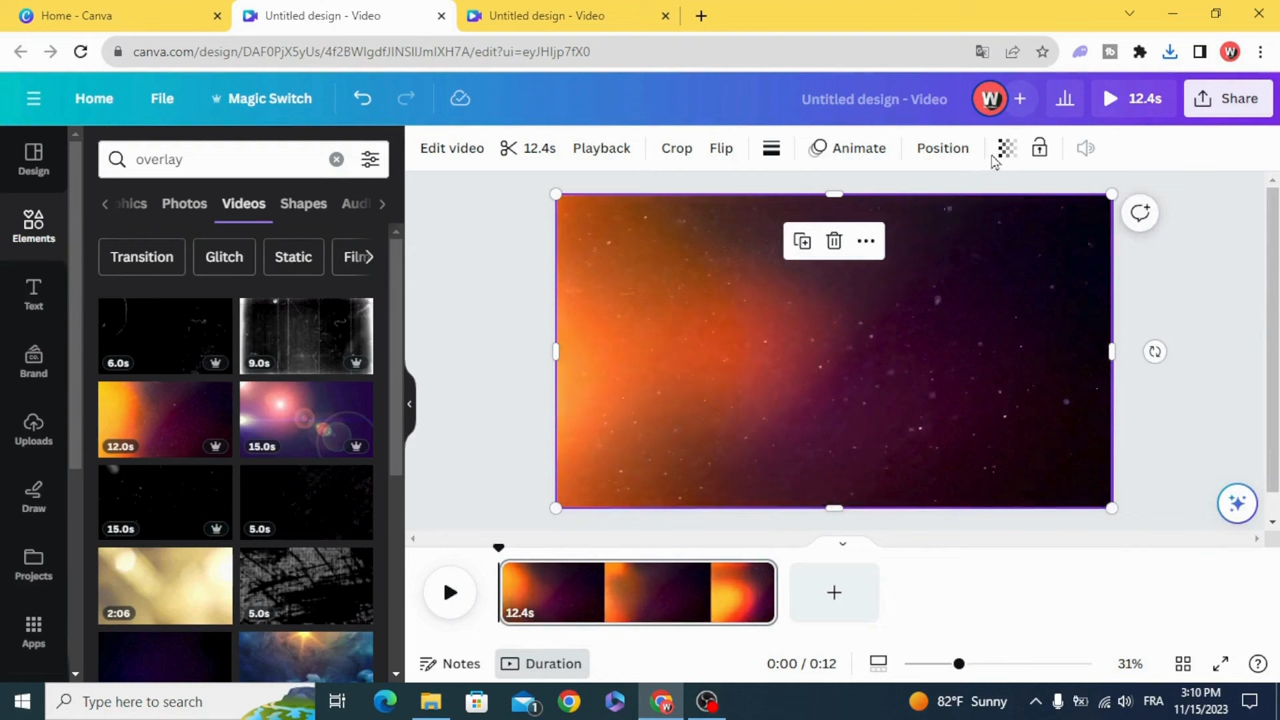 Home - Canva
Untitled design - Video
Untitled design - Video
canva.com/design/DAF0PjX5yUs/4f2BWIgdfJINSIlJmIXH7A/edit?ui=eyJHIjp7fX0
Home
File
Magic Switch
Untitled design - Video
W
12.4s
Share
Design
Elements
Text
Brand
Uploads
Draw
Projects
Apps
overlay
Photos
Videos
Shapes
Transition
Glitch
Static
6.0s
9.0s
12.0s
15.0s
15.0s
5.0s
2:06
5.0s
Edit video
12.4s
Playback
Crop
Flip
Animate
Position
12.4s
Notes
Duration
0:00 / 0:12
31%
Type here to search
82°F Sunny
FRA
3:10 PM
11/15/2023